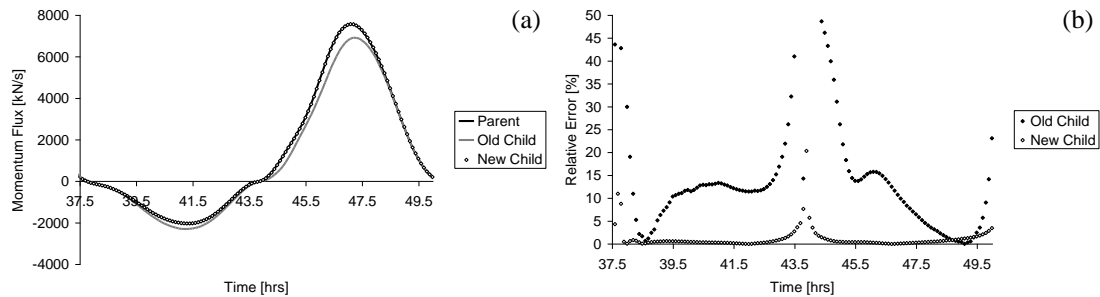 (a)
Momentum Flux [kN/s]
8000
6000
4000
2000
0
-2000
-4000
37.5 39.5 41.5 43.5 45.5 47.5 49.5
Time [hrs]
Parent
Old Child
New Child
(b)
Relative Error [%]
50
45
40
35
30
25
20
15
10
5
0
37.5 39.5 41.5 43.5 45.5 47.5 49.5
Time [hrs]
Old Child
New Child